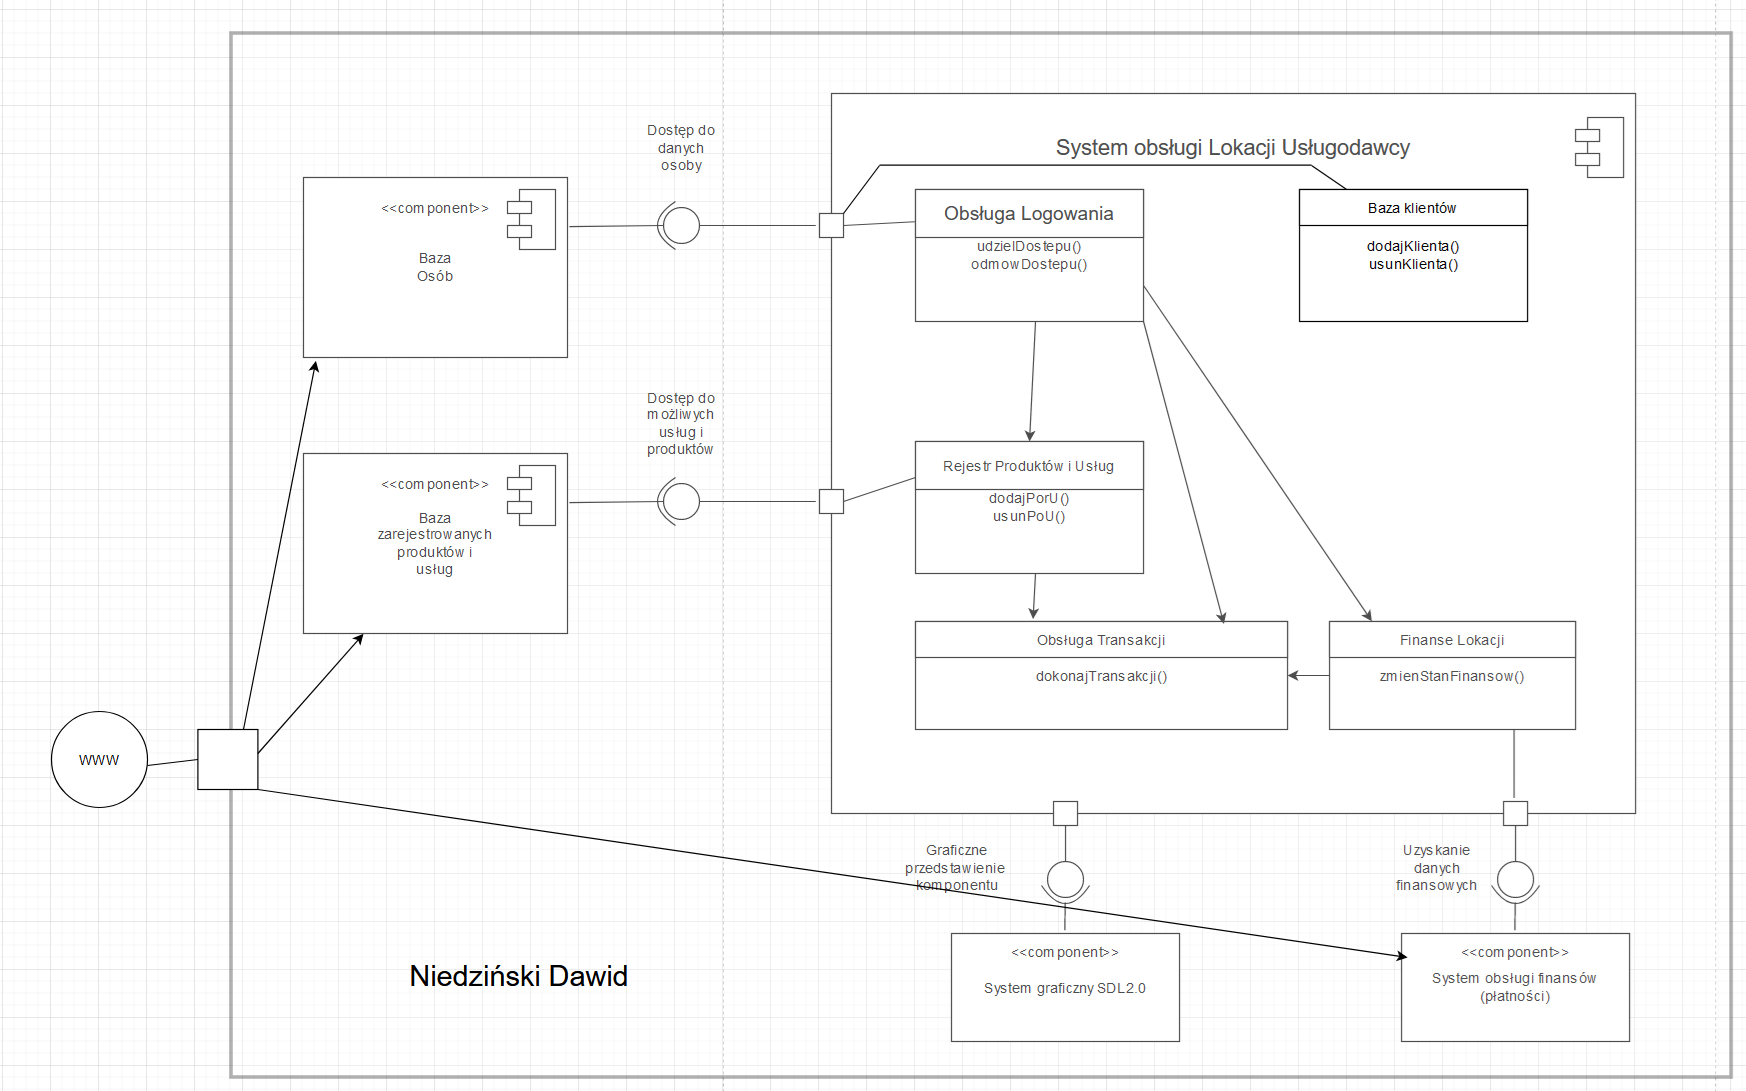 Dostęp do
danych
osoby
System obsługi Lokacji Usługodawcy
<<component>>
Baza
Osób
Obsługa Logowania
udzielDostepu()
odmowDostepu()
Baza klientów
dodajKlienta()
usunKlienta()
Dostęp do
możliwych
usług i
produktów
<<component>>
Baza
zarejestrowanych
produktów i
usług
Rejestr Produktów i Usług
dodajPorU()
usunPoU()
Obsługa Transakcji
dokonajTransakcji()
Finanse Lokacji
zmienStanFinansow()
WWW
Graficzne
przedstawienie
komponentu
Uzyskanie
danych
finansowych
<<component>>
System graficzny SDL2.0
<<component>>
System obsługi finansów
(płatności)
Niedziński Dawid